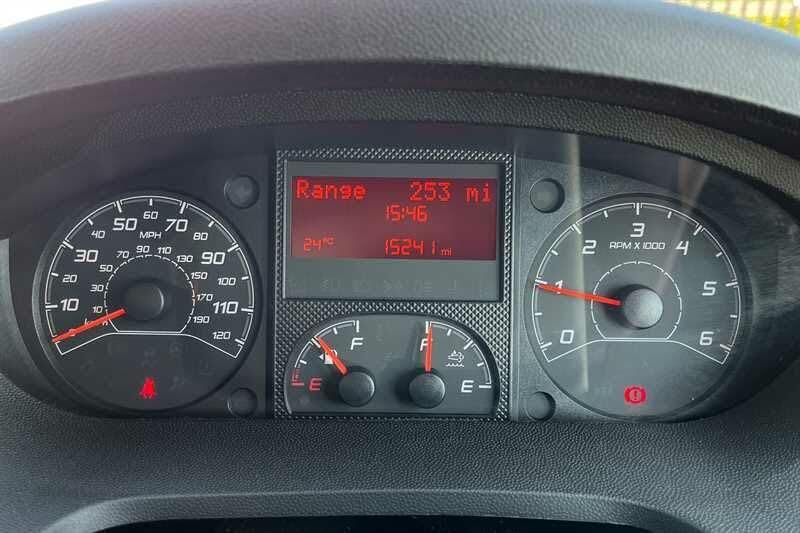 Range 253 mi
15:46
24°C 15241 mi
0 10 30 50 60 70 80 90 110 120
40
MPH
10 30 50 70 90 110 130 150 170 190
km/h
E F
F E
0 1 2 3 4 5 6
RPM X 1000